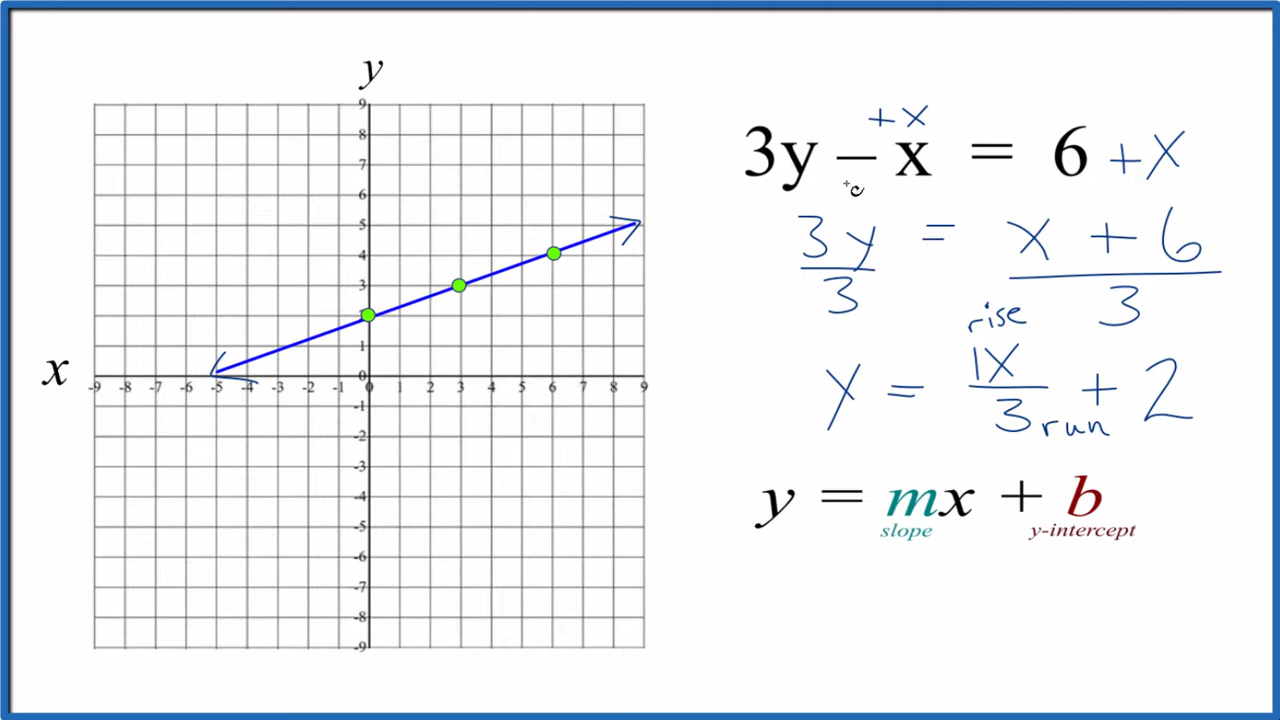 y
x
9
8
7
6
5
4
3
2
1
0
-9 -8 -7 -6 -5 -4 -3 -2 -1 0 1 2 3 4 5 6 7 8 9
-1
-2
-3
-4
-5
-6
-7
-8
-9
+x
3y – x = 6 +x
3y = x + 6
3 3
rise
y = 1x + 2
3 run
y = mx + b
slope y-intercept